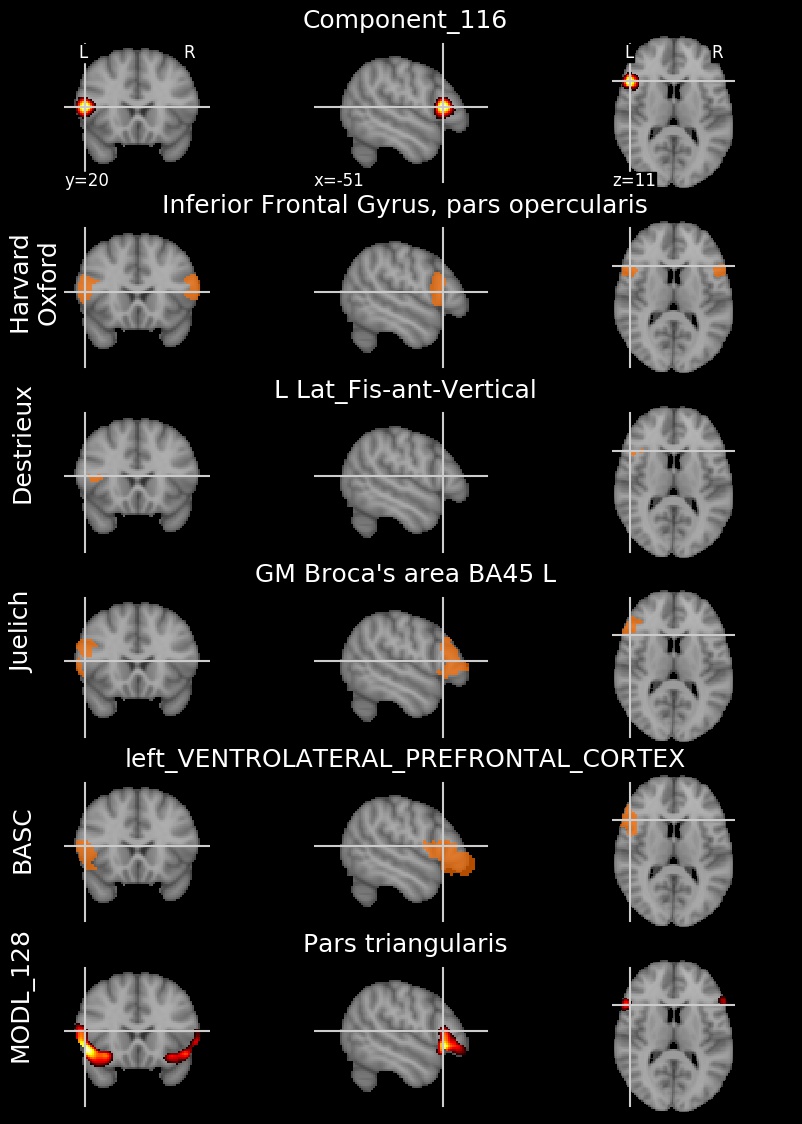 Component_116
L R
L R
y=20
x=-51
z=11
Inferior Frontal Gyrus, pars opercularis
Harvard
Oxford
L Lat_Fis-ant-Vertical
Destrieux
GM Broca's area BA45 L
Juelich
left_VENTROLATERAL_PREFRONTAL_CORTEX
BASC
Pars triangularis
MODL_128